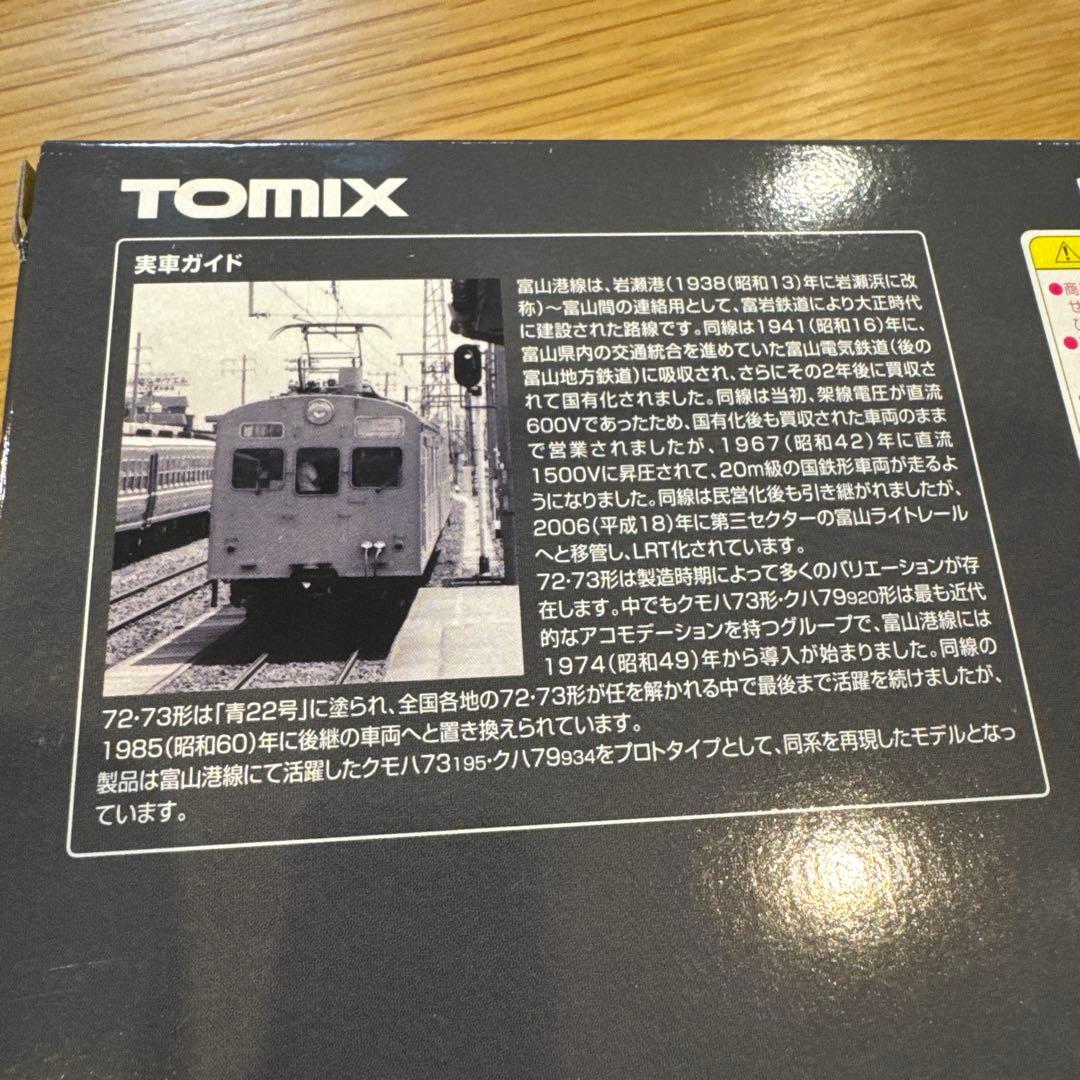 TOMIX
実車ガイド
富山港線は、岩瀬港(1938(昭和13)年に岩瀬浜に改
称)～富山間の連絡用として、富岩鉄道により大正時代
に建設された路線です。同線は1941(昭和16)年に、
富山県内の交通統合を進めていた富山電気鉄道(後の
富山地方鉄道)に吸収され、さらにその2年後に買収さ
れて国有化されました。同線は当初、架線電圧が直流
600Vであったため、国有化後も買収された車両のまま
で営業されましたが、1967(昭和42)年に直流
1500Vに昇圧されて、20m級の国鉄形車両が走るよ
うになりました。同線は民営化後も引き継がれましたが、
2006(平成18)年に第三セクターの富山ライトレール
へと移管し、LRT化されています。
72・73形は製造時期によって多くのバリエーションが存
在します。中でもクモハ73形・クハ79920形は最も近代
的なアコモデーションを持つグループで、富山港線には
1974(昭和49)年から導入が始まりました。同線の
72・73形は「青22号」に塗られ、全国各地の72・73形が任を解かれる中で最後まで活躍を続けましたが、
1985(昭和60)年に後継の車両へと置き換えられています。
製品は富山港線にて活躍したクモハ73195・クハ79934をプロトタイプとして、同系を再現したモデルとなっ
ています。
●商
せ